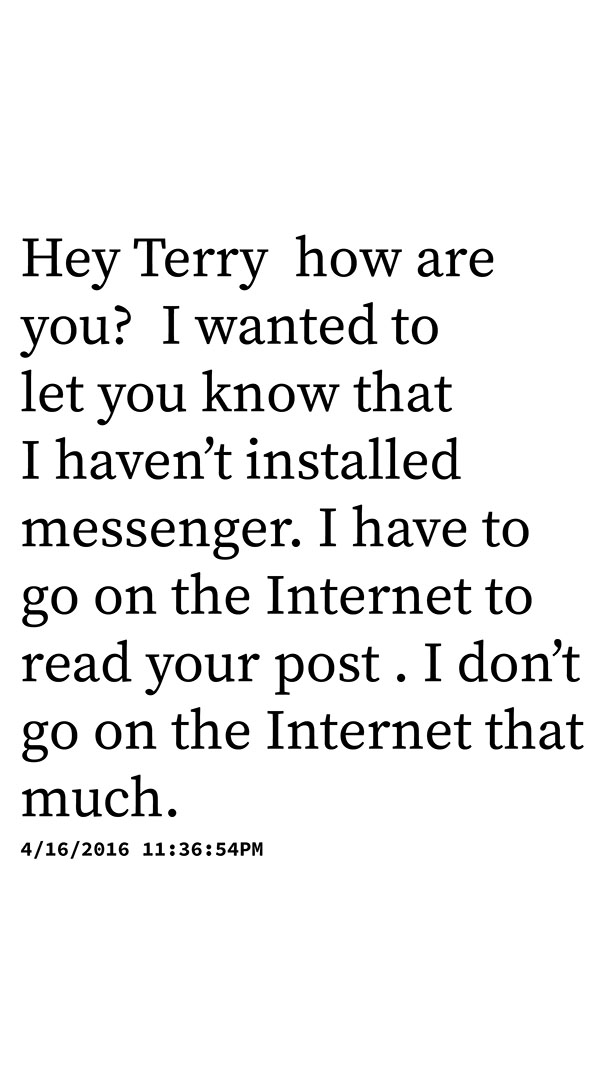 Hey Terry  how are
you?  I wanted to
let you know that
I haven’t installed
messenger. I have to
go on the Internet to
read your post . I don’t
go on the Internet that
much.
4/16/2016 11:36:54PM